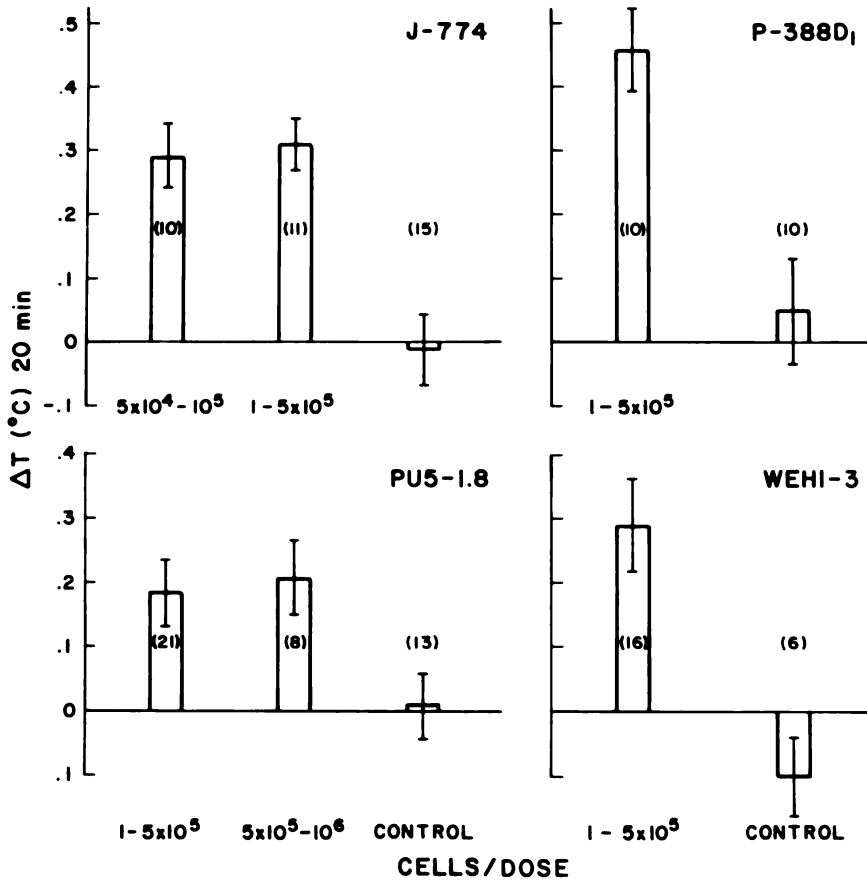 J-774
P-388D₁
.5
.4
.3
.2
.1
0
-.1
(10)
(11)
(15)
(10)
(10)
5x10⁴-10⁵
1-5x10⁵
1-5x10⁵
ΔT (°C) 20 min
PU5-1.8
WEHI-3
.4
.3
.2
.1
0
.1
(21)
(8)
(13)
(16)
(6)
1-5x10⁵
5x10⁵-10⁶
CONTROL
1-5x10⁵
CONTROL
CELLS/DOSE